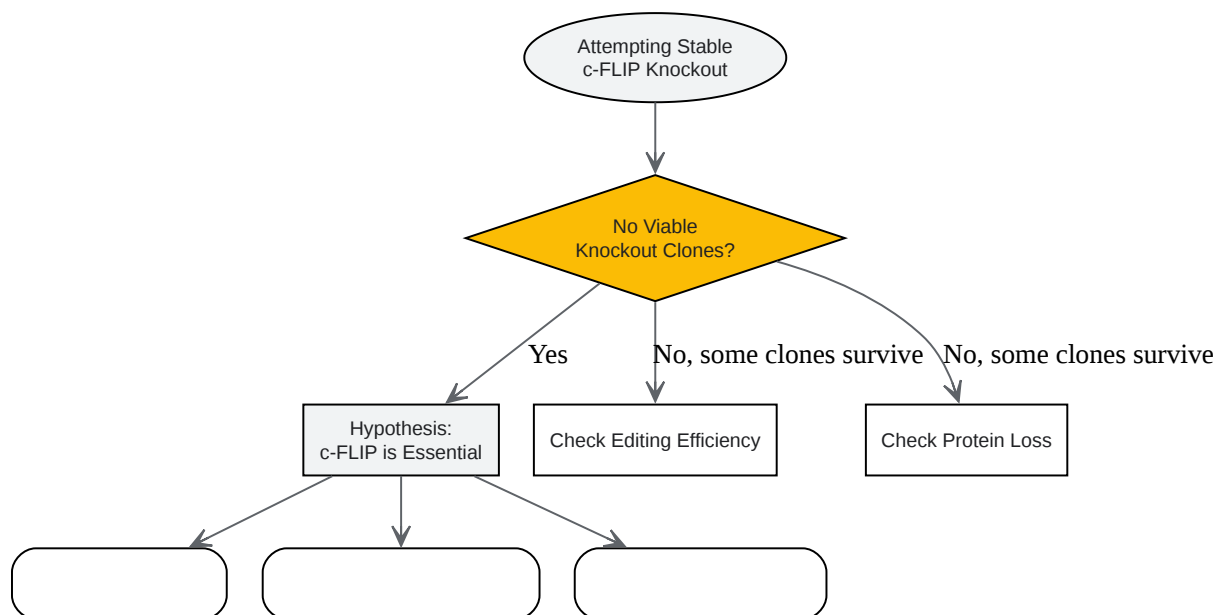 Attempting Stable
c-FLIP Knockout
No Viable
Knockout Clones?
Yes
No, some clones survive
No, some clones survive
Hypothesis:
c-FLIP is Essential
Check Editing Efficiency
Check Protein Loss